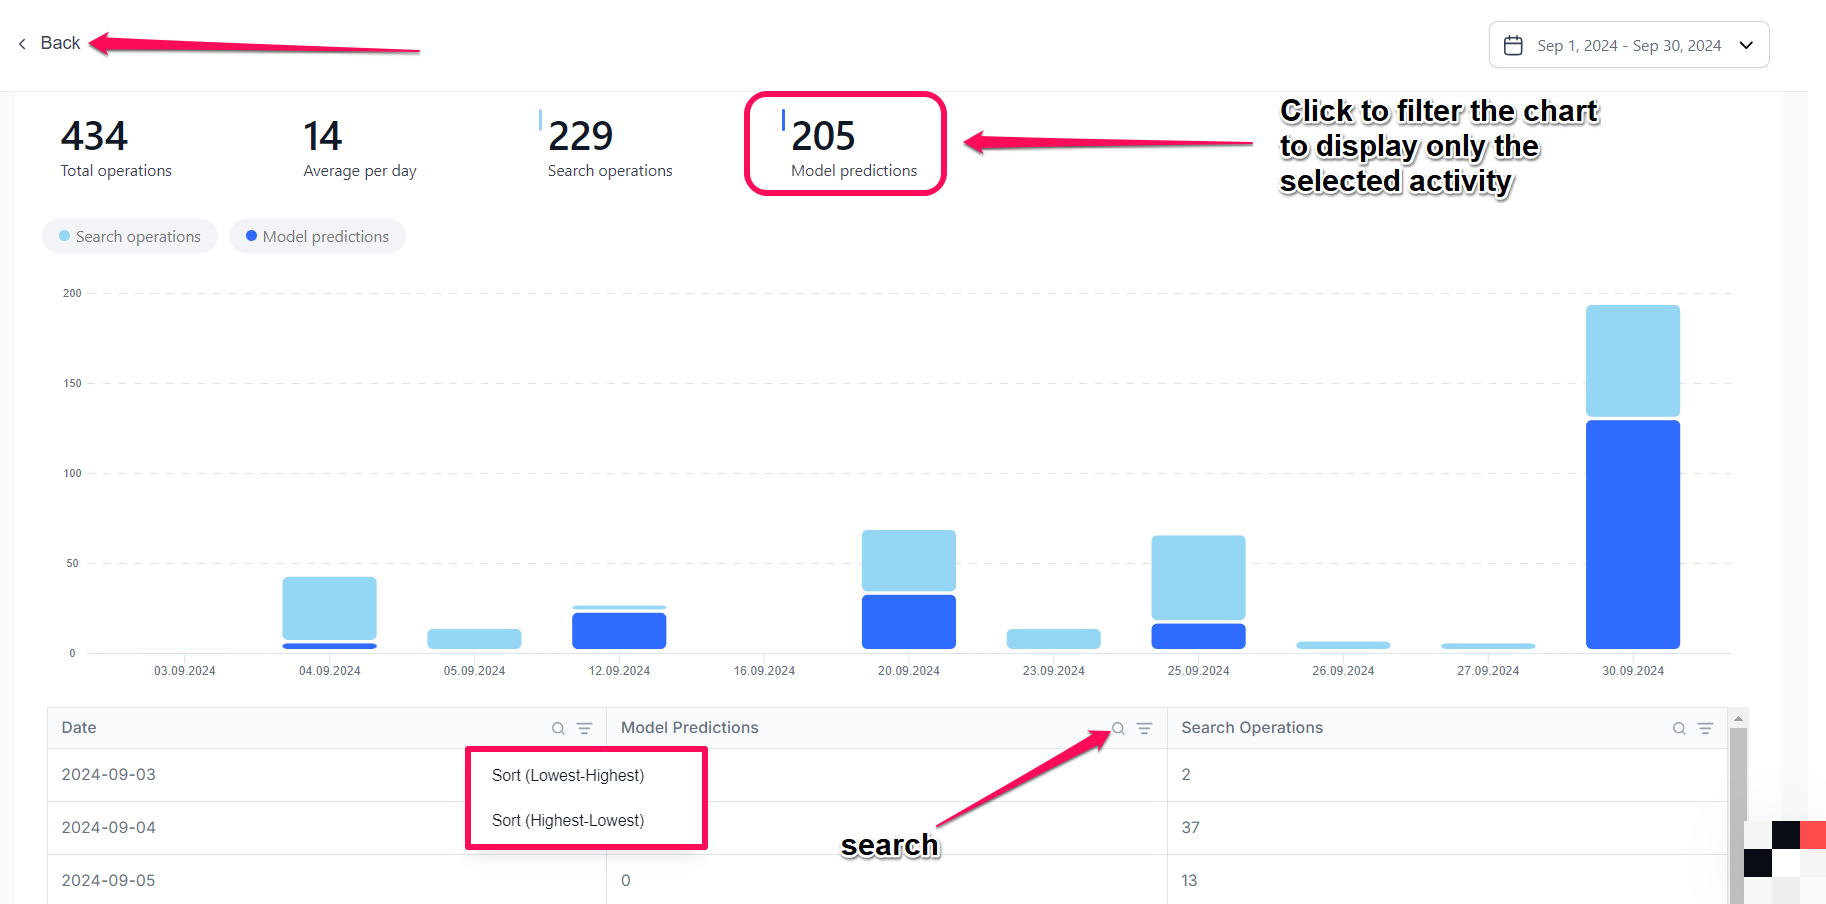 Back
Sep 1, 2024 - Sep 30, 2024
434
Total operations
14
Average per day
229
Search operations
205
Model predictions
Click to filter the chart
to display only the
selected activity
Search operations
Model predictions
200
150
100
50
0
03.09.2024 04.09.2024 05.09.2024 12.09.2024 16.09.2024 20.09.2024 23.09.2024 25.09.2024 26.09.2024 27.09.2024 30.09.2024
Date Model Predictions Search Operations
2024-09-03 2
Sort (Lowest-Highest)
Sort (Highest-Lowest)
2024-09-04 37
search
2024-09-05 0 13